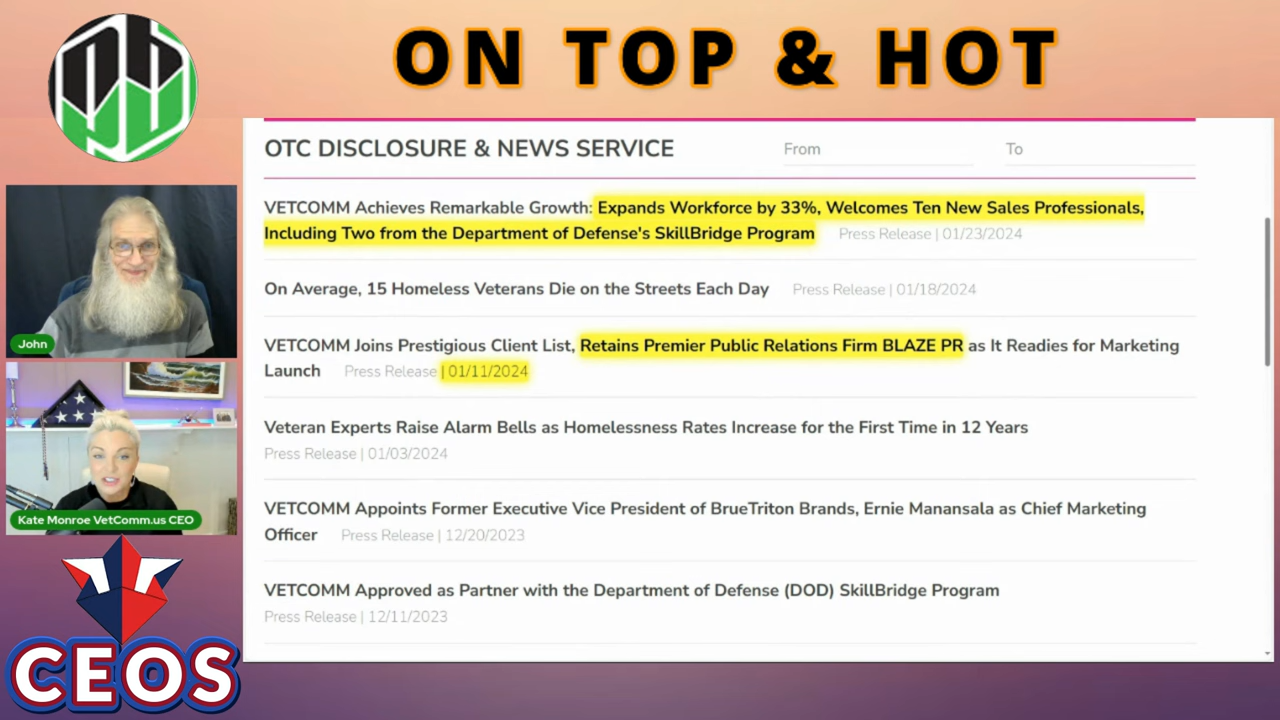 ON TOP & HOT
OTC DISCLOSURE & NEWS SERVICE
From
To
VETCOMM Achieves Remarkable Growth: Expands Workforce by 33%, Welcomes Ten New Sales Professionals,
Including Two from the Department of Defense's SkillBridge Program Press Release | 01/23/2024
On Average, 15 Homeless Veterans Die on the Streets Each Day Press Release | 01/18/2024
VETCOMM Joins Prestigious Client List, Retains Premier Public Relations Firm BLAZE PR as It Readies for Marketing
Launch Press Release | 01/11/2024
Veteran Experts Raise Alarm Bells as Homelessness Rates Increase for the First Time in 12 Years
Press Release | 01/03/2024
VETCOMM Appoints Former Executive Vice President of BrueTriton Brands, Ernie Manansala as Chief Marketing
Officer Press Release | 12/20/2023
VETCOMM Approved as Partner with the Department of Defense (DOD) SkillBridge Program
Press Release | 12/11/2023
John
Kate Monroe VetComm.us CEO
CEOS